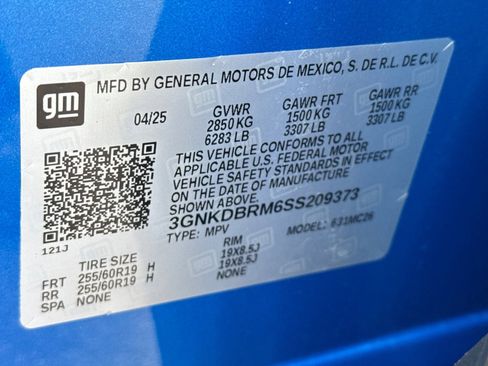 gm
MFD BY GENERAL MOTORS DE MEXICO, S. DE R.L. DE C.V.
04/25 GVWR GAWR FRT GAWR RR
2850 KG 1500 KG 1500 KG
6283 LB 3307 LB 3307 LB
THIS VEHICLE CONFORMS TO ALL
APPLICABLE U.S. FEDERAL MOTOR
VEHICLE SAFETY STANDARDS IN EFFECT
ON THE DATE OF MANUFACTURE SHOWN ABOVE.
3GNKDBRM6SS209373
TYPE: MPV MODEL: 631MC26
121J
TIRE SIZE RIM
FRT 255/60R19 H 19X8.5J
RR 255/60R19 H 19X8.5J
SPA NONE NONE